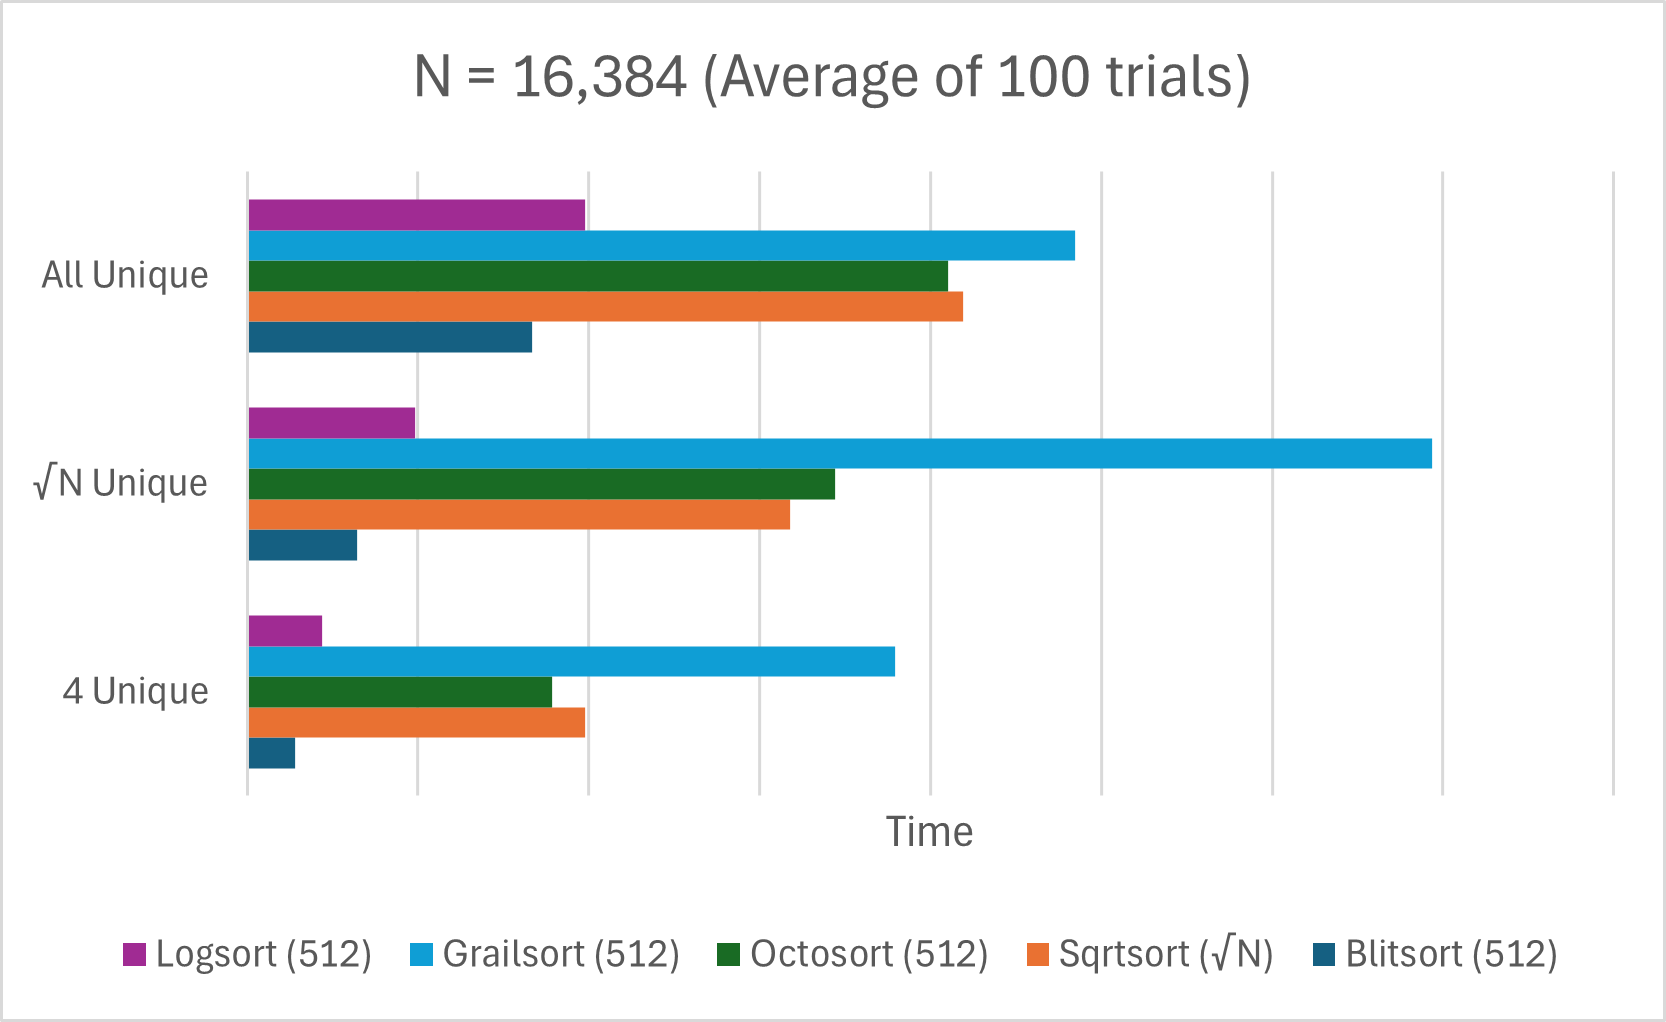 N = 16,384 (Average of 100 trials)
All Unique
√N Unique
4 Unique
Time
Logsort (512) Grailsort (512) Octosort (512) Sqrtsort (√N) Blitsort (512)